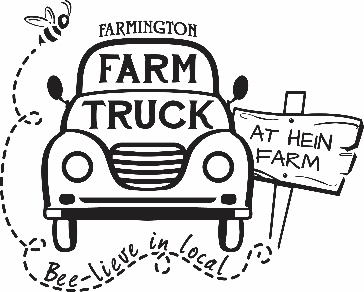 FARMINGTON
FARM
TRUCK
AT HEIN
FARM
Bee-lieve in local